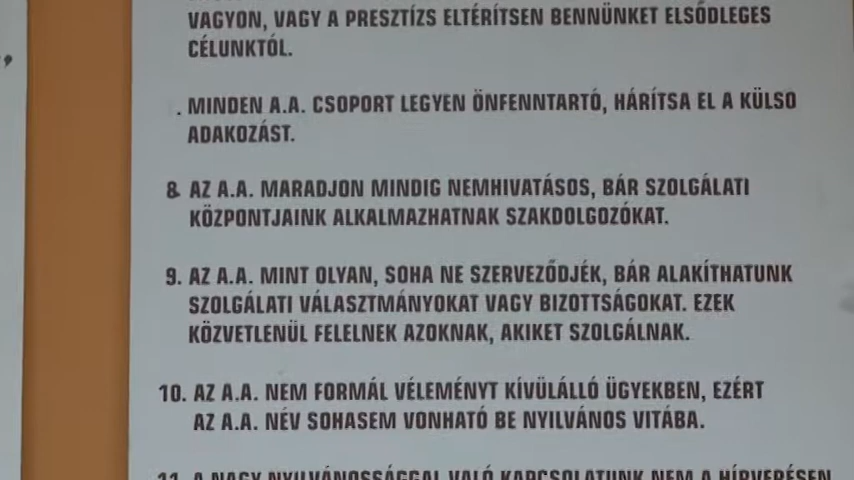 VAGYON, VAGY A PRESZTÍZS ELTÉRÍTSEN BENNÜNKET ELSŐDLEGES
CÉLUNKTÓL.
. MINDEN A.A. CSOPORT LEGYEN ÖNFENNTARTÓ, HÁRÍTSA EL A KÜLSO
ADAKOZÁST.
8. AZ A.A. MARADJON MINDIG NEMHIVATÁSOS, BÁR SZOLGÁLATI
KÖZPONTJAINK ALKALMAZHATNAK SZAKDOLGOZÓKAT.
9. AZ A.A. MINT OLYAN, SOHA NE SZERVEZŐDJÉK, BÁR ALAKÍTHATUNK
SZOLGÁLATI VÁLASZTMÁNYOKAT VAGY BIZOTTSÁGOKAT. EZEK
KÖZVETLENÜL FELELNEK AZOKNAK, AKIKET SZOLGÁLNAK.
10. AZ A.A. NEM FORMÁL VÉLEMÉNYT KÍVÜLÁLLÓ ÜGYEKBEN, EZÉRT
AZ A.A. NÉV SOHASEM VONHATÓ BE NYILVÁNOS VITÁBA.
11. A NAGY NYILVÁNOSSÁGGAL VALÓ KAPCSOLATUNK NEM A HÍRVERÉSEN